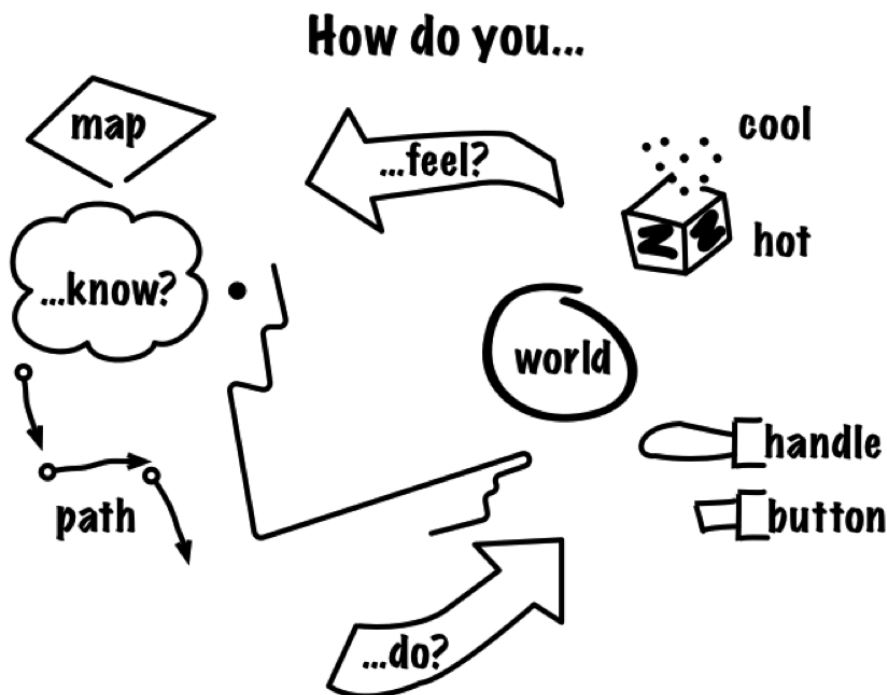 How do you...
map
...feel?
cool
hot
...know?
world
handle
path
button
...do?